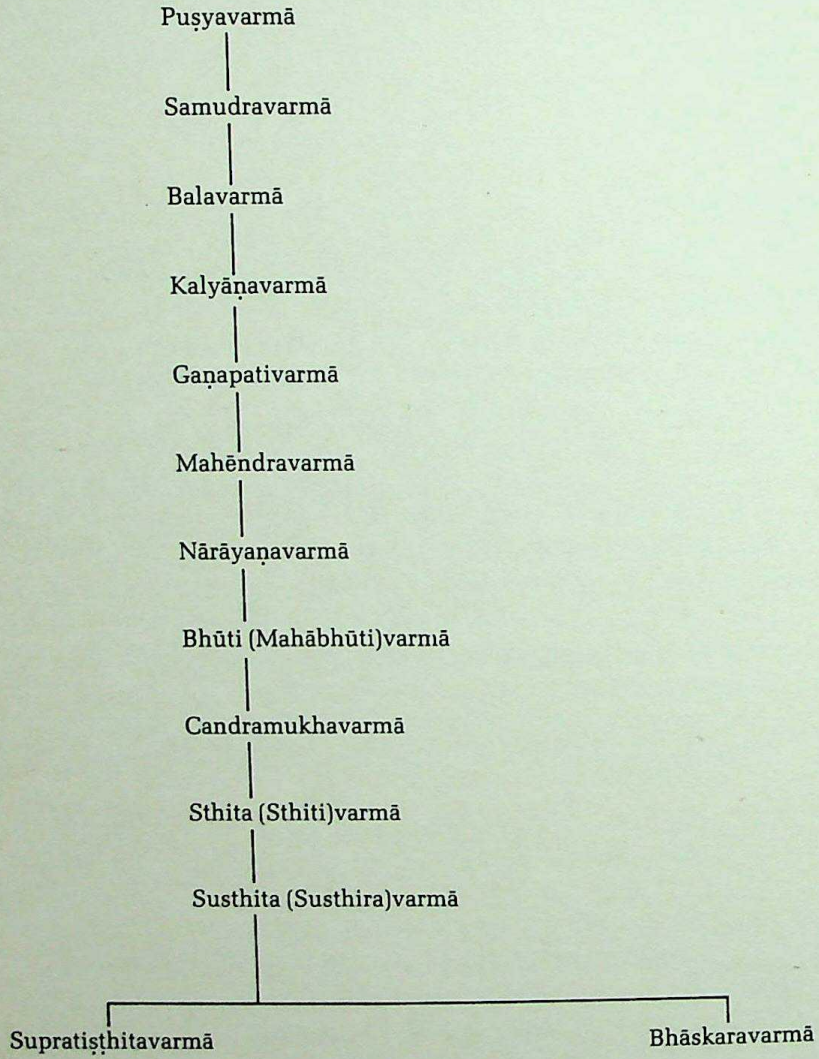 Puṣyavarmā
Samudravarmā
Balavarmā
Kalyāṇavarmā
Gaṇapativarmā
Mahēndravarmā
Nārāyaṇavarmā
Bhūti (Mahābhūti)varmā
Candramukhavarmā
Sthita (Sthiti)varmā
Susthita (Susthira)varmā
Supratiṣṭhitavarmā Bhāskaravarmā